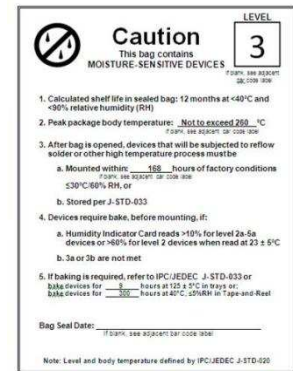 LEVEL
Caution
3
This bag contains
MOISTURE-SENSITIVE DEVICES
If blank, see adjacent
bar code label
1. Calculated shelf life in sealed bag: 12 months at <40°C and
<90% relative humidity (RH)
2. Peak package body temperature: Not to exceed 260 °C
If blank, see adjacent bar code label
3. After bag is opened, devices that will be subjected to reflow
solder or other high temperature process must be
a. Mounted within: 168 hours of factory conditions
If blank, see adjacent bar code label
≤30°C/60% RH, or
b. Stored per J-STD-033
4. Devices require bake, before mounting, if:
a. Humidity Indicator Card reads >10% for level 2a-5a
devices or >60% for level 2 devices when read at 23 ± 5°C
b. 3a or 3b are not met
5. If baking is required, refer to IPC/JEDEC J-STD-033 or
bake devices for 9 hours at 125 ± 5°C in trays or;
bake devices for 300 hours at 40°C, ≤5%RH in Tape-and-Reel
Bag Seal Date:
If blank, see adjacent bar code label
Note: Level and body temperature defined by IPC/JEDEC J-STD-020